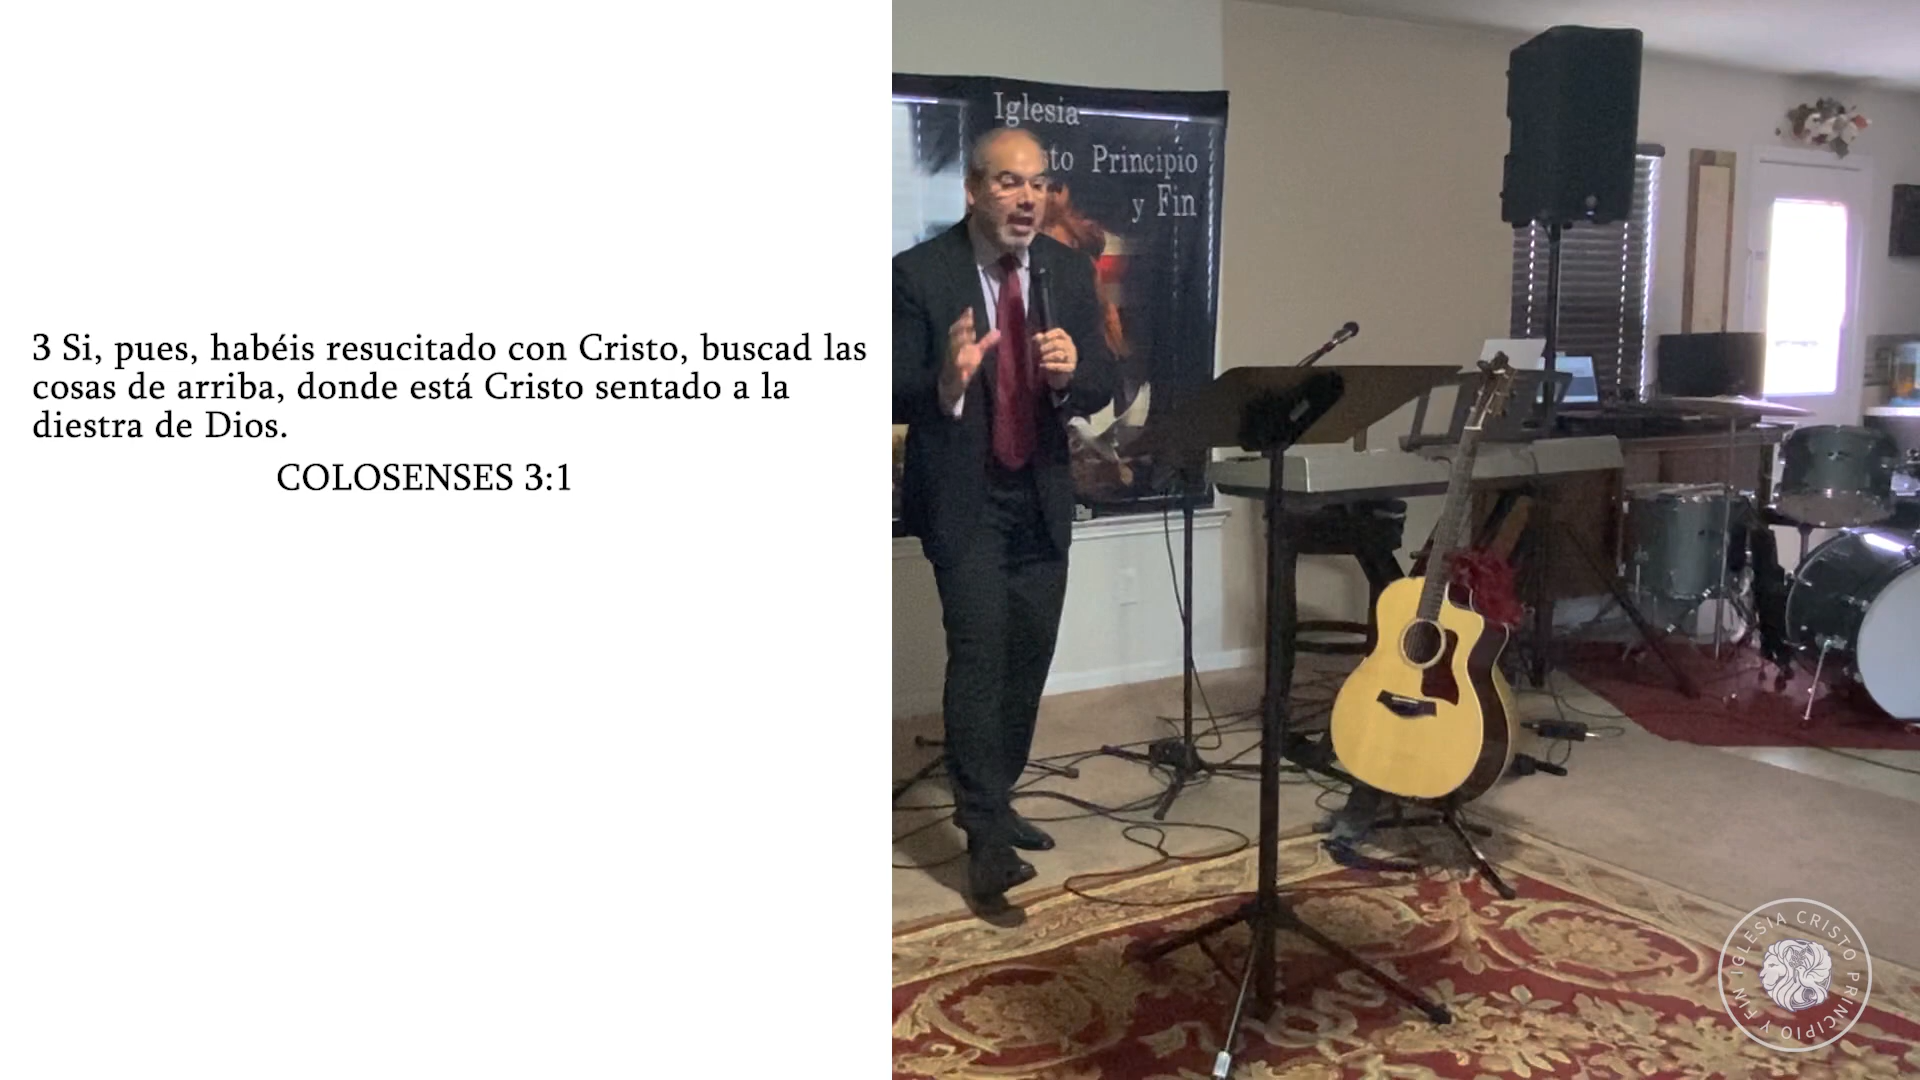 3 Si, pues, habéis resucitado con Cristo, buscad las
cosas de arriba, donde está Cristo sentado a la
diestra de Dios.
COLOSENSES 3:1
Iglesia
sto Principio
y Fin
IGLESIA CRISTO PRINCIPIO Y FIN